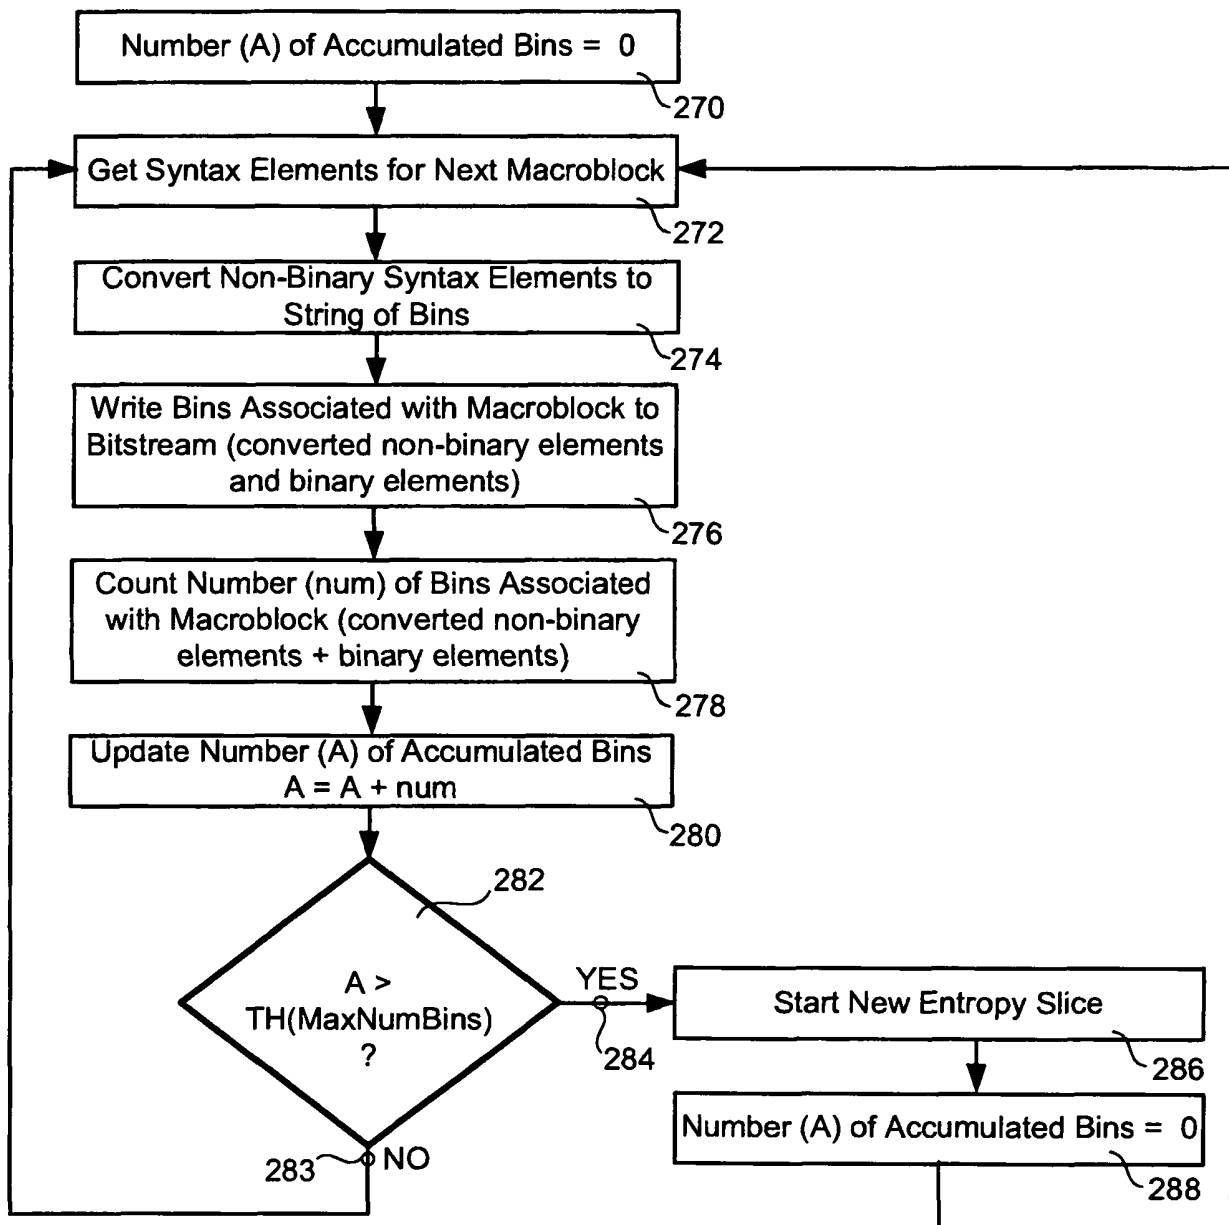 Number (A) of Accumulated Bins = 0
270
Get Syntax Elements for Next Macroblock
272
Convert Non-Binary Syntax Elements to
String of Bins
274
Write Bins Associated with Macroblock to
Bitstream (converted non-binary elements
and binary elements)
276
Count Number (num) of Bins Associated
with Macroblock (converted non-binary
elements + binary elements)
278
Update Number (A) of Accumulated Bins
A = A + num
280
282
A >
TH(MaxNumBins)
?
YES
284
283
NO
Start New Entropy Slice
286
Number (A) of Accumulated Bins = 0
288